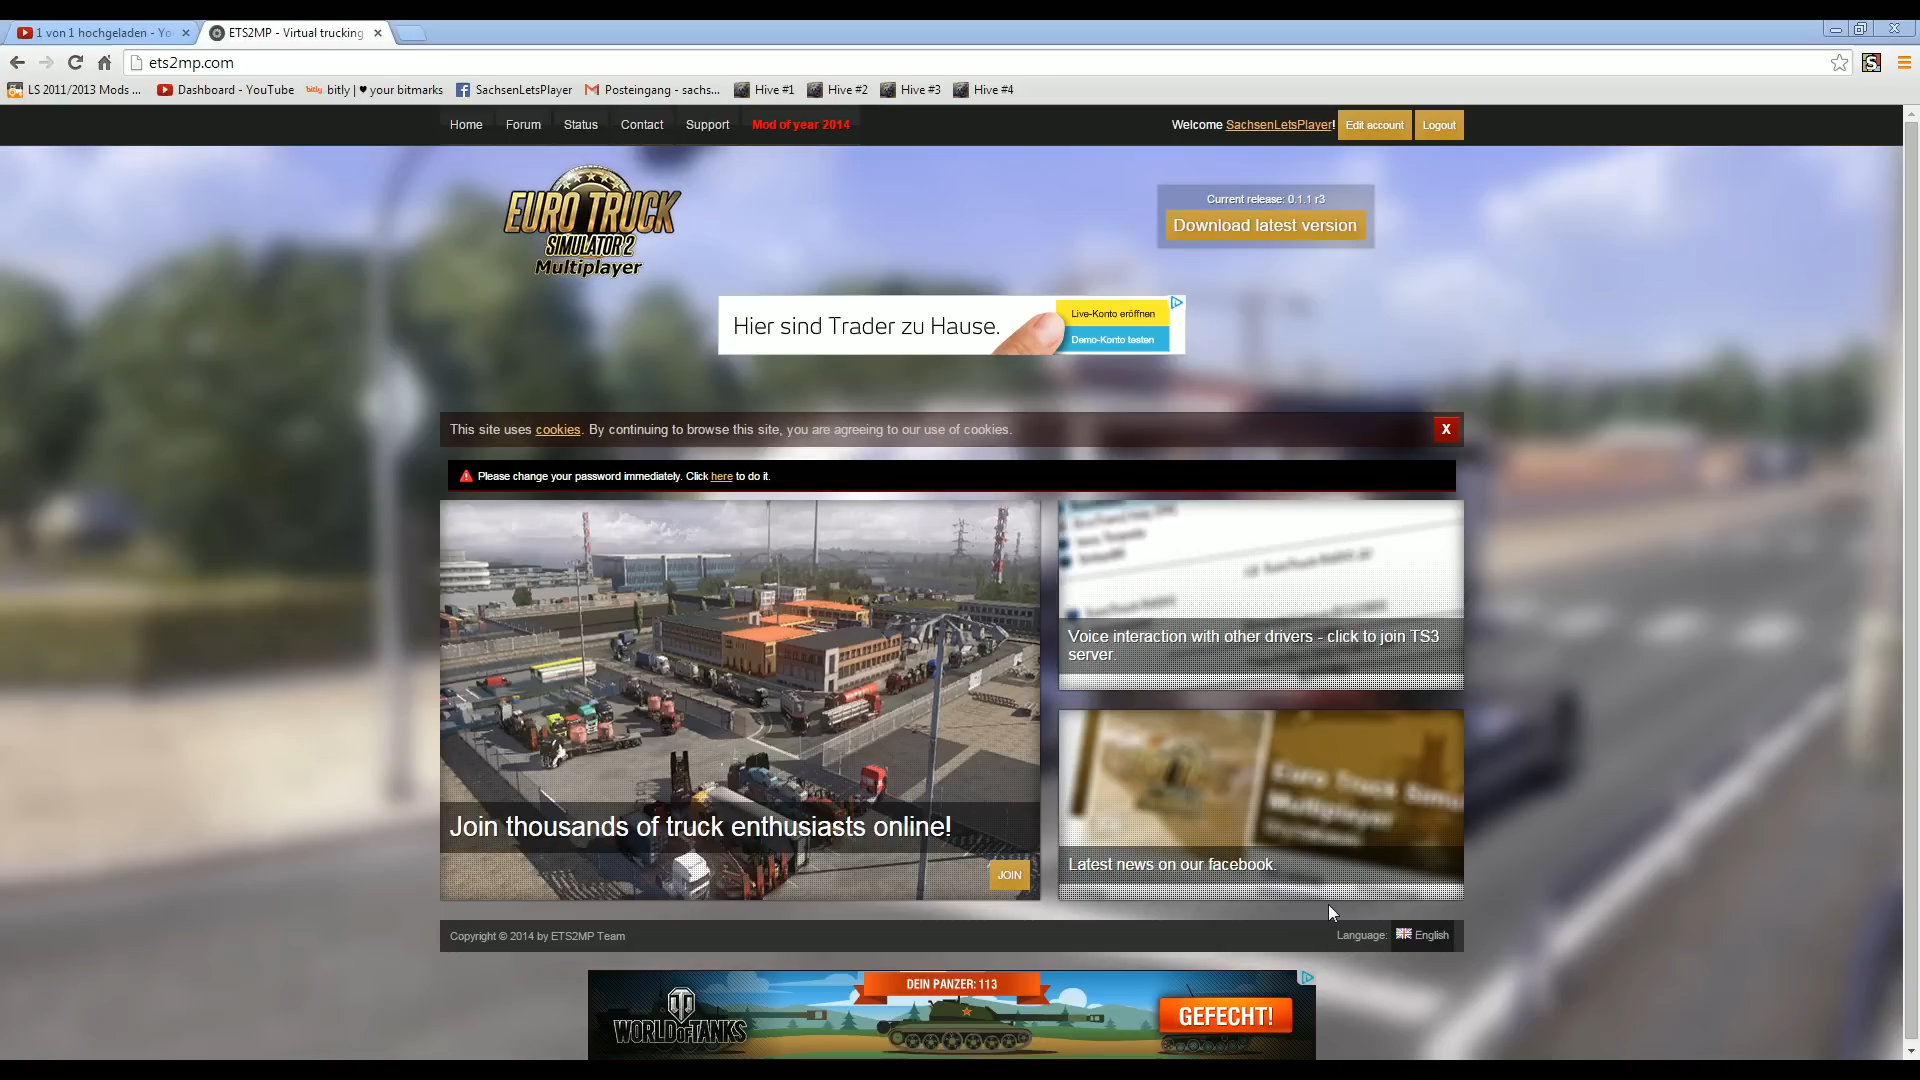 1 von 1 hochgeladen - Yo
ETS2MP - Virtual trucking
ets2mp.com
LS 2011/2013 Mods ...
Dashboard - YouTube
bitly
bitly | ♥ your bitmarks
SachsenLetsPlayer
Posteingang - sachs...
Hive #1
Hive #2
Hive #3
Hive #4
Home
Forum
Status
Contact
Support
Mod of year 2014
Welcome SachsenLetsPlayer!
Edit account
Logout
EURO TRUCK
SIMULATOR 2
Multiplayer
Current release: 0.1.1 r3
Download latest version
Hier sind Trader zu Hause.
Live-Konto eröffnen
Demo-Konto testen
This site uses cookies. By continuing to browse this site, you are agreeing to our use of cookies.
X
Please change your password immediately. Click here to do it.
Voice interaction with other drivers - click to join TS3
server.
Join thousands of truck enthusiasts online!
JOIN
Euro Truck Simu
Multiplayer
Latest news on our facebook.
Copyright © 2014 by ETS2MP Team
Language:
English
DEIN PANZER: 113
WORLD OF TANKS
GEFECHT!